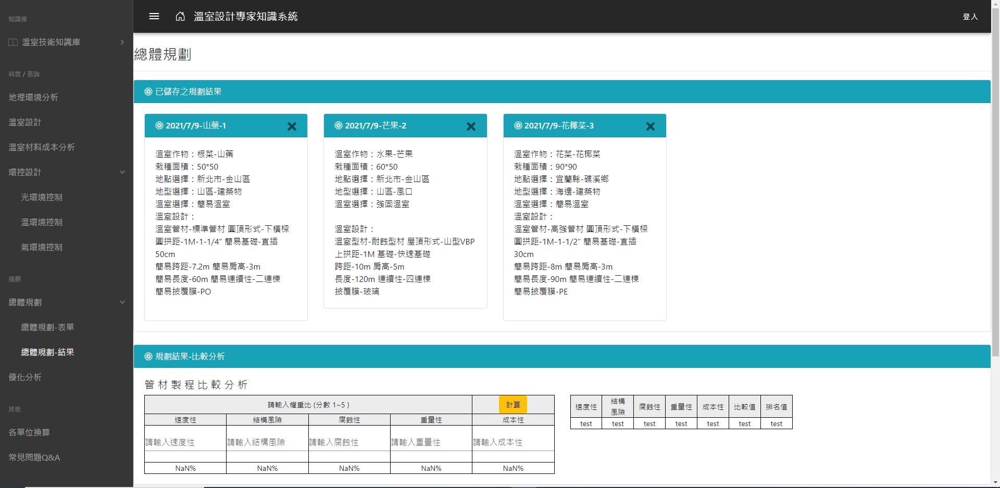 知識庫
溫室技術知識庫
科普 / 查詢
地理環境分析
溫室設計
溫室材料成本分析
環控設計
光環境控制
溫環境控制
氣環境控制
規劃
總體規劃
總體規劃-表單
總體規劃-結果
優化分析
其他
各單位換算
常見問題Q&A
溫室設計專家知識系統
登入
總體規劃
已儲存之規劃結果
2021/7/9-山藥-1
溫室作物：根菜-山藥
栽種面積：50*50
地點選擇：新北市-金山區
地型選擇：山區-建築物
溫室選擇：簡易溫室
溫室設計：
溫室管材-標準管材 圓頂形式-下橫樑
圓拱距-1M-1-1/4" 簡易基礎-直插
50cm
簡易跨距-7.2m 簡易肩高-3m
簡易長度-60m 簡易連續性-二連棟
簡易披覆膜-PO
2021/7/9-芒果-2
溫室作物：水果-芒果
栽種面積：60*50
地點選擇：新北市-金山區
地型選擇：山區-風口
溫室選擇：強固溫室
溫室設計：
溫室型材-耐蝕型材 屋頂形式-山型VBP
上拱距-1M 基礎-快速基礎
跨距-10m 肩高-5m
長度-120m 連續性-四連棟
披覆膜-玻璃
2021/7/9-花椰菜-3
溫室作物：花菜-花椰菜
栽種面積：90*90
地點選擇：宜蘭縣-礁溪鄉
地型選擇：海邊-建築物
溫室選擇：簡易溫室
溫室設計：
溫室管材-高強管材 圓頂形式-下橫樑
圓拱距-1M-1-1/2" 簡易基礎-直插
30cm
簡易跨距-8m 簡易肩高-3m
簡易長度-90m 簡易連續性-二連棟
簡易披覆膜-PE
規劃結果-比較分析
管材製程比較分析
請輸入權重比 (分數 1~5 ) 計算
速度性 結構風險 腐蝕性 重量性 成本性
請輸入速度性 請輸入結構風險 請輸入腐蝕性 請輸入重量性 請輸入成本性
NaN% NaN% NaN% NaN% NaN%
速度性 結構風險 腐蝕性 重量性 成本性 比較值 排名值
test test test test test test test